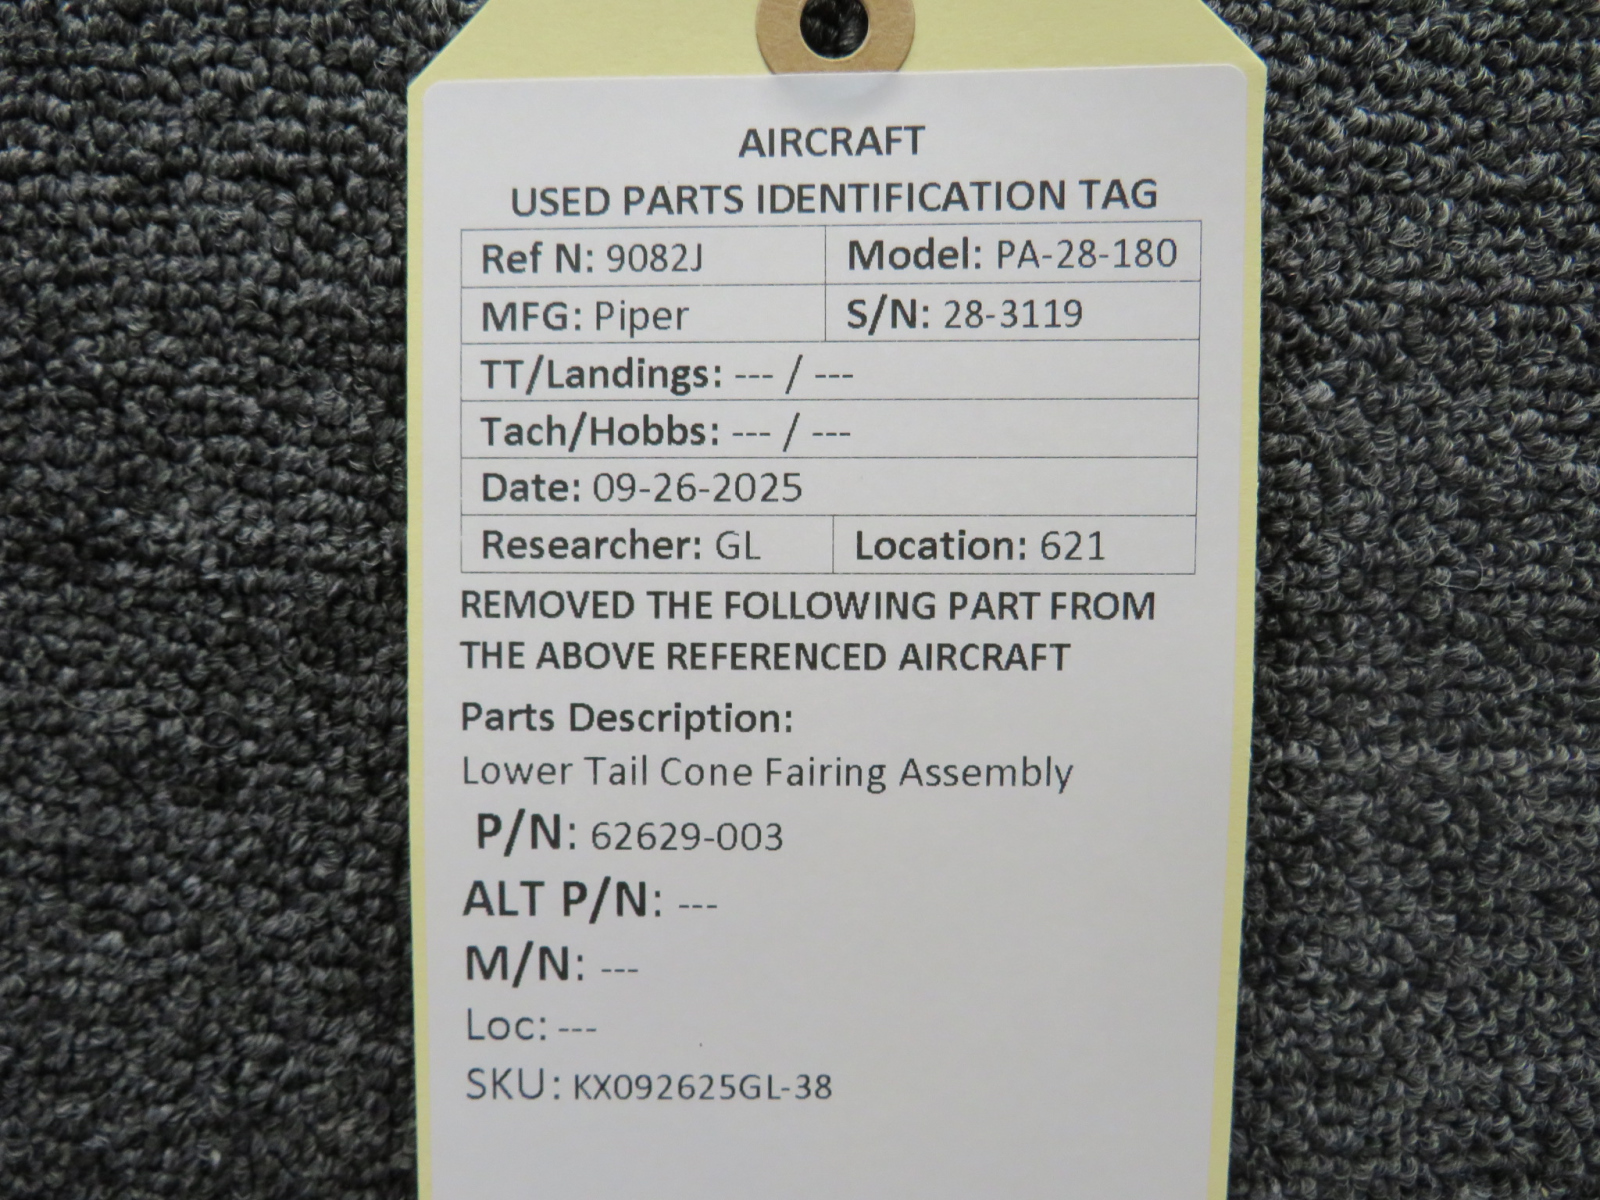 AIRCRAFT
USED PARTS IDENTIFICATION TAG
Ref N: 9082J Model: PA-28-180
MFG: Piper S/N: 28-3119
TT/Landings: --- / ---
Tach/Hobbs: --- / ---
Date: 09-26-2025
Researcher: GL Location: 621
REMOVED THE FOLLOWING PART FROM
THE ABOVE REFERENCED AIRCRAFT
Parts Description:
Lower Tail Cone Fairing Assembly
P/N: 62629-003
ALT P/N: ---
M/N: ---
Loc: ---
SKU: KX092625GL-38